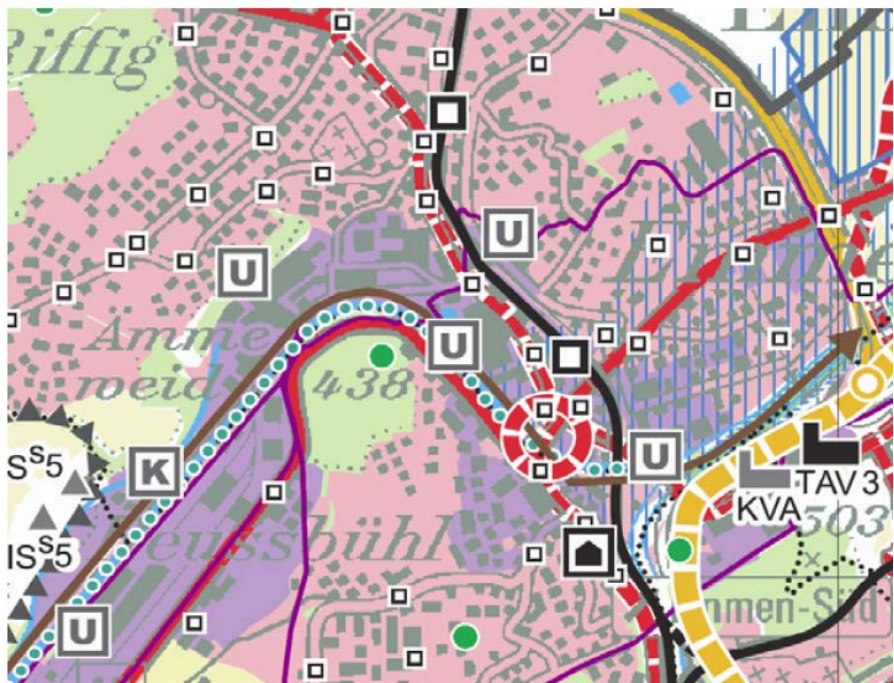 Riffig
U
U
Amme
U
weid
438
K
U
S^S5
TAV 3
KVA
503
eussbühl
IS^S5
mmen-Süd
U